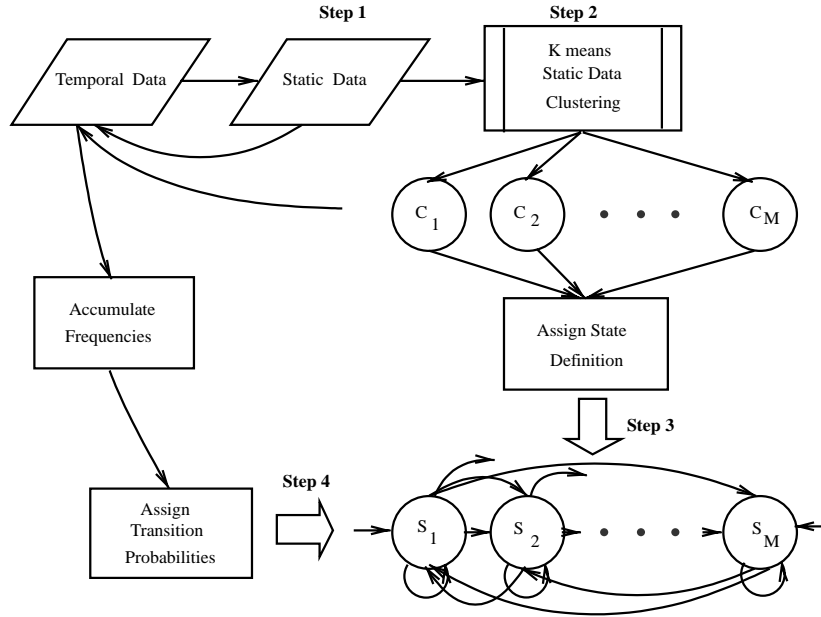 Step 1
Step 2
Temporal Data
Static Data
K means
Static Data
Clustering
C 1
C 2
C M
Accumulate
Frequencies
Assign State
Definition
Step 3
Step 4
Assign
Transition
Probabilities
S 1
S 2
S M